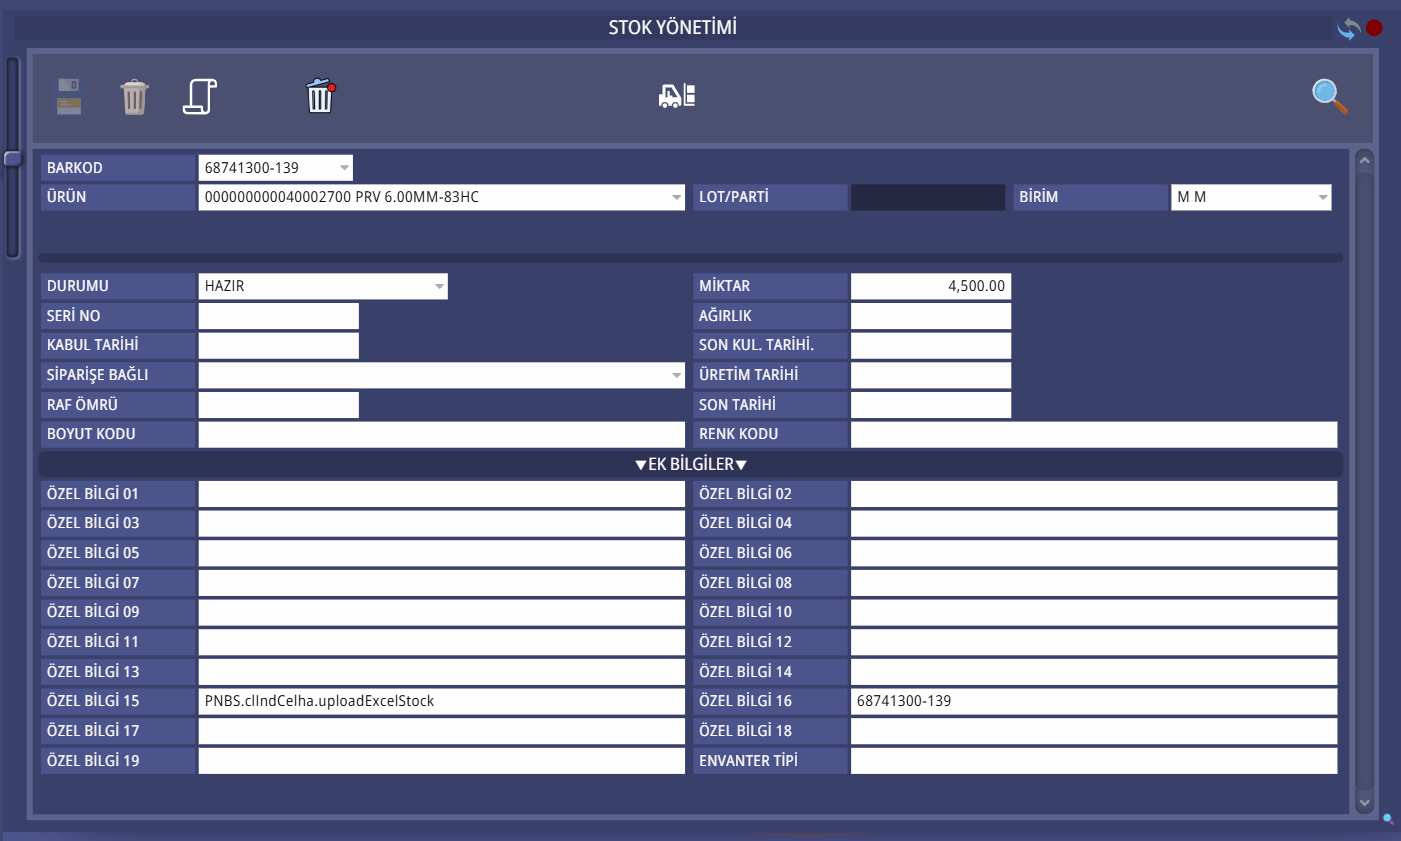 STOK YÖNETİMİ
BARKOD 68741300-139
ÜRÜN 000000000040002700 PRV 6.00MM-83HC LOT/PARTİ BİRİM M M
DURUMU HAZIR MİKTAR 4,500.00
SERİ NO AĞIRLIK
KABUL TARİHİ SON KUL. TARİHİ.
SİPARİŞE BAĞLI ÜRETİM TARİHİ
RAF ÖMRÜ SON TARİHİ
BOYUT KODU RENK KODU
▼EK BİLGİLER▼
ÖZEL BİLGİ 01 ÖZEL BİLGİ 02
ÖZEL BİLGİ 03 ÖZEL BİLGİ 04
ÖZEL BİLGİ 05 ÖZEL BİLGİ 06
ÖZEL BİLGİ 07 ÖZEL BİLGİ 08
ÖZEL BİLGİ 09 ÖZEL BİLGİ 10
ÖZEL BİLGİ 11 ÖZEL BİLGİ 12
ÖZEL BİLGİ 13 ÖZEL BİLGİ 14
ÖZEL BİLGİ 15 PNBS.clIndCelha.uploadExcelStock ÖZEL BİLGİ 16 68741300-139
ÖZEL BİLGİ 17 ÖZEL BİLGİ 18
ÖZEL BİLGİ 19 ENVANTER TİPİ